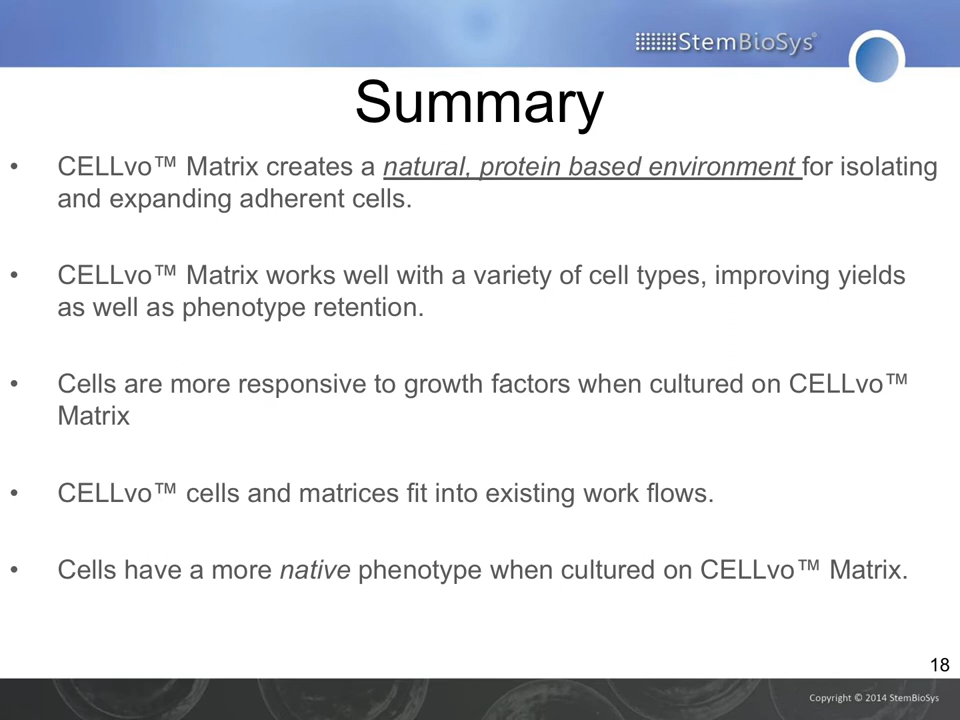 StemBioSys®
Summary
• CELLvo™ Matrix creates a natural, protein based environment for isolating
and expanding adherent cells.
• CELLvo™ Matrix works well with a variety of cell types, improving yields
as well as phenotype retention.
• Cells are more responsive to growth factors when cultured on CELLvo™
Matrix
• CELLvo™ cells and matrices fit into existing work flows.
• Cells have a more native phenotype when cultured on CELLvo™ Matrix.
18
Copyright © 2014 StemBioSys